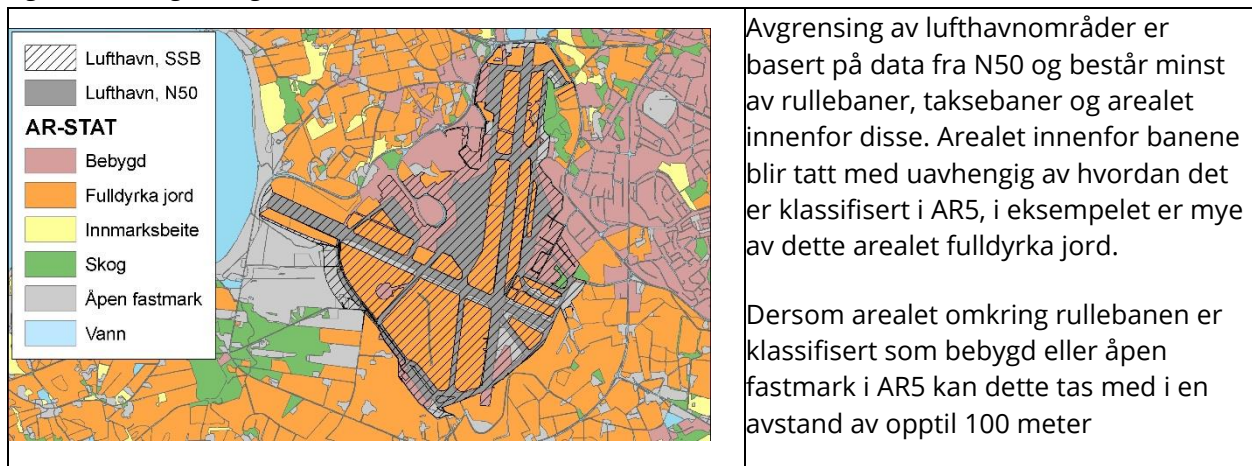 Lufthavn, SSB
Lufthavn, N50
AR-STAT
Bebygd
Fulldyrka jord
Innmarksbeite
Skog
Åpen fastmark
Vann
Avgrensing av lufthavnområder er
basert på data fra N50 og består minst
av rullebaner, taksebaner og arealet
innenfor disse. Arealet innenfor banene
blir tatt med uavhengig av hvordan det
er klassifisert i AR5, i eksempelet er mye
av dette arealet fulldyrka jord.
Dersom arealet omkring rullebanen er
klassifisert som bebygd eller åpen
fastmark i AR5 kan dette tas med i en
avstand av opptil 100 meter